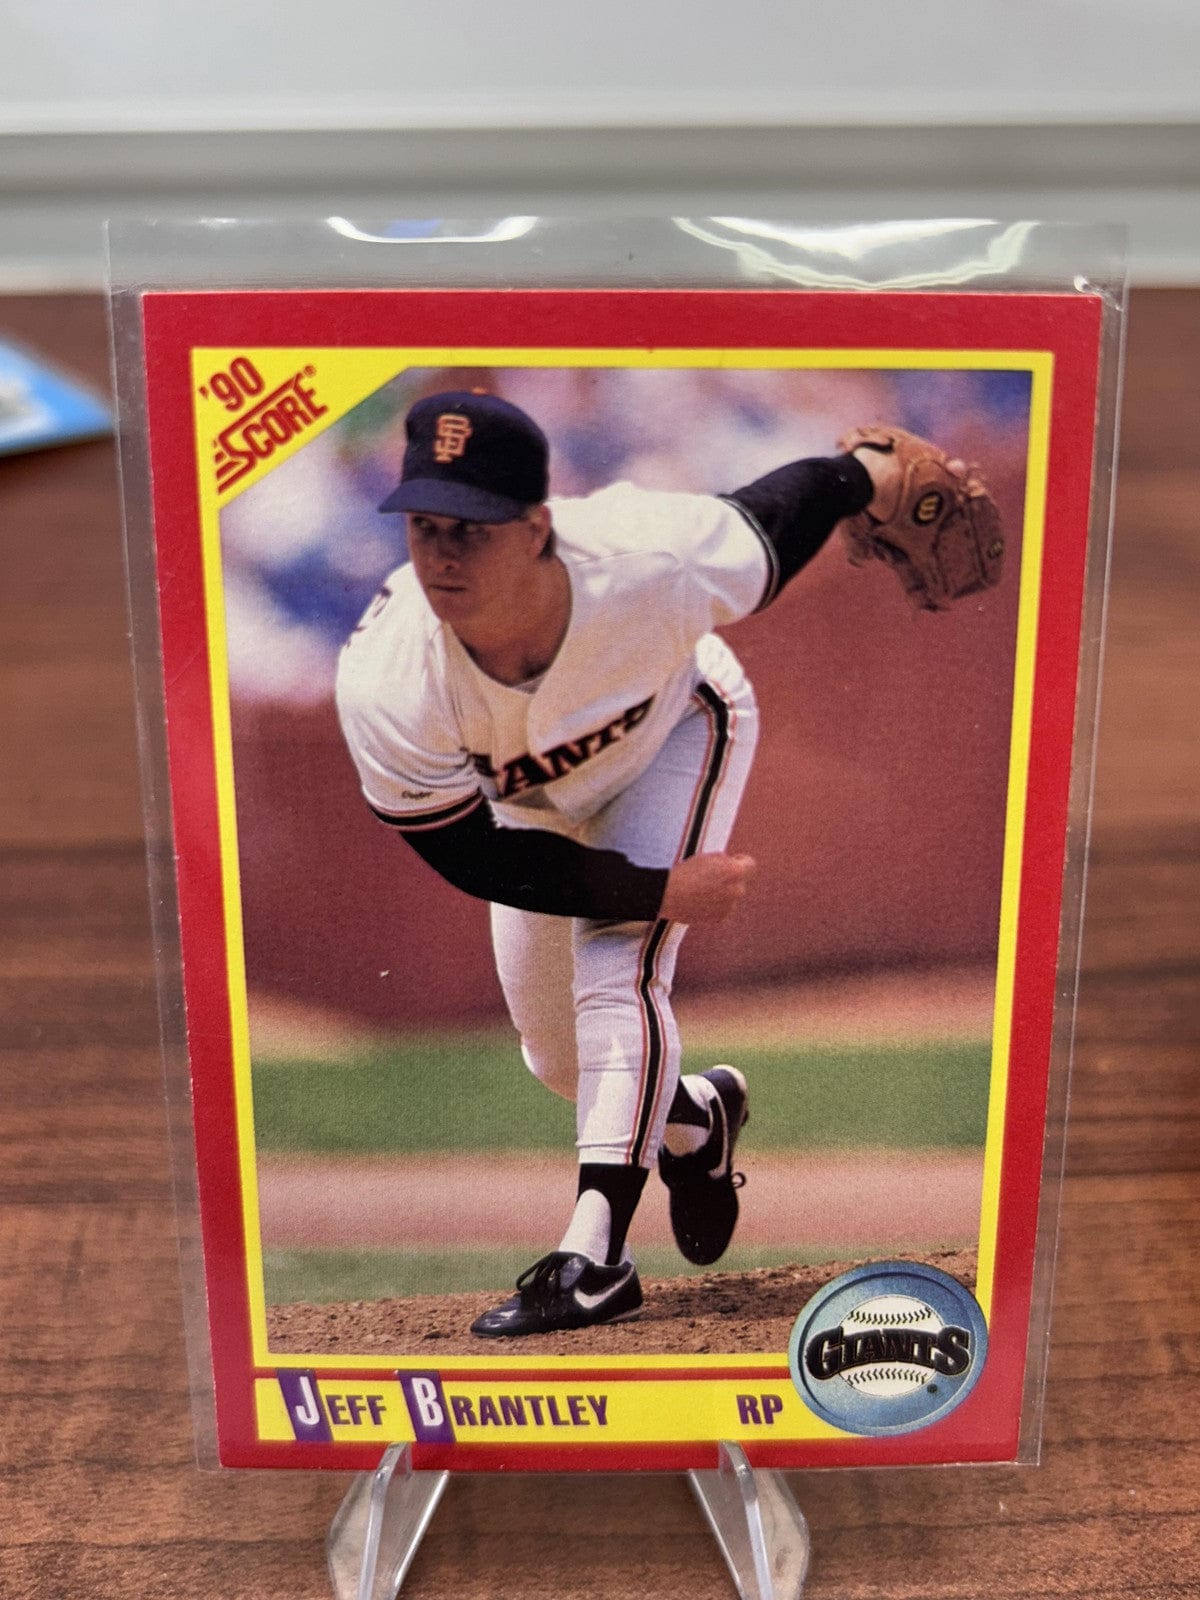 '90
SCORE®
SF
GIANTS
GIANTS
JEFF BRANTLEY RP